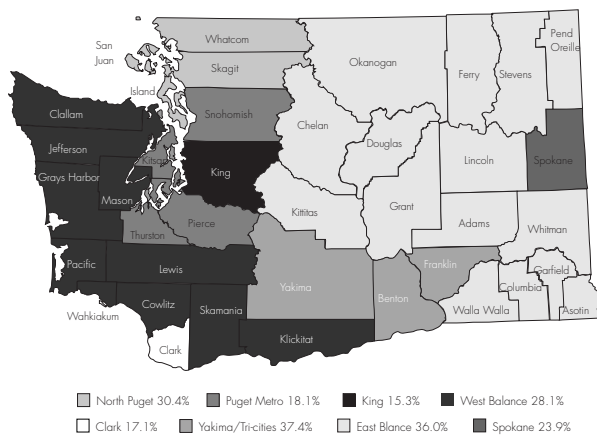 Whatcom
San
Juan
Skagit
Island
Okanogan
Ferry
Stevens
Pend
Oreille
Clallam
Snohomish
Chelan
Douglas
Jefferson
Kitsap
King
Lincoln
Spokane
Grays Harbor
Mason
Kittitas
Grant
Pierce
Thurston
Adams
Whitman
Pacific
Lewis
Yakima
Benton
Franklin
Garfield
Columbia
Walla Walla
Asotin
Wahkiakum
Cowlitz
Skamania
Klickitat
Clark
North Puget 30.4%
Puget Metro 18.1%
King 15.3%
West Balance 28.1%
Clark 17.1%
Yakima/Tri-cities 37.4%
East Blance 36.0%
Spokane 23.9%